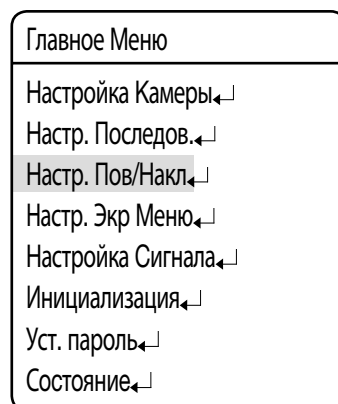 Главное Меню
Настройка Камеры↵
Настр. Последов.↵
Настр. Пов/Накл↵
Настр. Экр Меню↵
Настройка Сигнала↵
Инициализация↵
Уст. пароль↵
Состояние↵